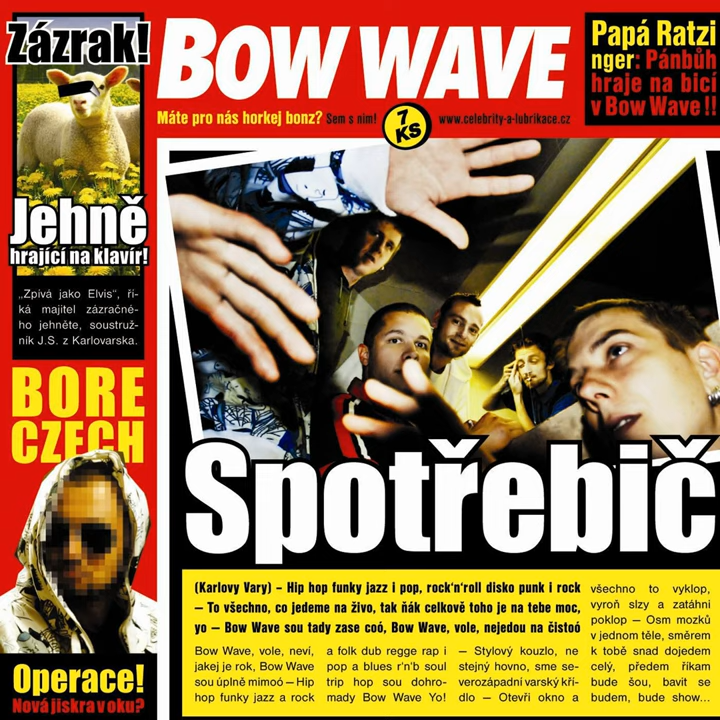 Zázrak!
BOW WAVE
Máte pro nás horkej bonz? Sem s ním!
7
KS
www.celebrity-a-lubrikace.cz
Papá Ratzi
nger: Pánbůh
hraje na bicí
v Bow Wave !!
Jehně
hrající na klavír!
„Zpívá jako Elvis“, ří-
ká majitel zázračné-
ho jehněte, soustruž-
ník J.S. z Karlovarska.
BORE
CZECH
Operace!
Nová jiskra v oku?
Spotřebič
(Karlovy Vary) – Hip hop funky jazz i pop, rock‘n‘roll disko punk i rock
– To všechno, co jedeme na živo, tak ňák celkově toho je na tebe moc,
yo – Bow Wave sou tady zase coó, Bow Wave, vole, nejedou na čistoó
Bow Wave, vole, neví,
jakej je rok, Bow Wave
sou úplně mimoó – Hip
hop funky jazz a rock
a folk dub regge rap i
pop a blues r‘n‘b soul
trip hop sou dohro-
mady Bow Wave Yo!
– Stylový kouzlo, ne
stejný hovno, sme se-
verozápadní varský kří-
dlo – Otevři okno a
všechno to vyklop,
vyroň slzy a zatáhni
poklop – Osm mozků
v jednom těle, směrem
k tobě snad dojedem
celý, předem říkam
bude šou, bavit se
budem, bude show...